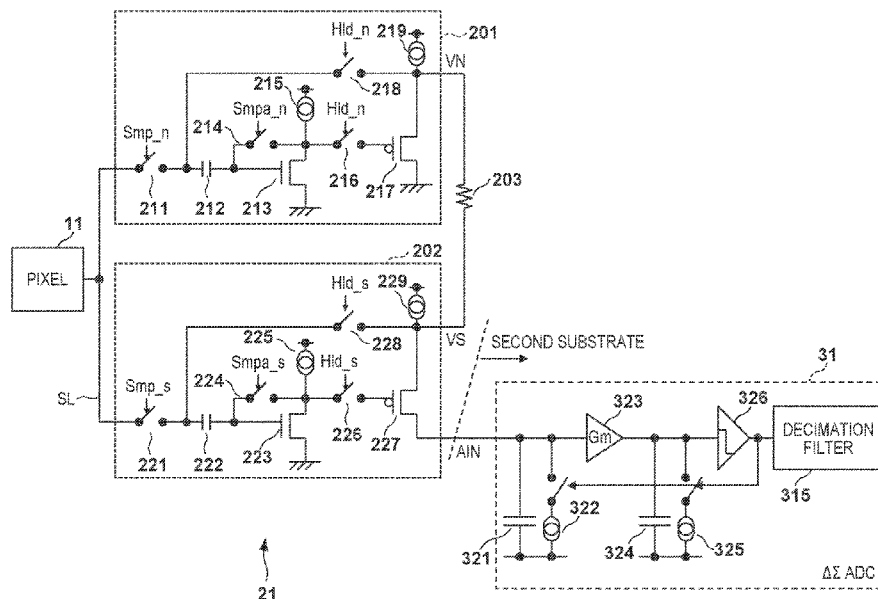 Hld_n
219
201
VN
215
218
Smpa_n
Hld_n
214
Smp_n
211
212
213
216
217
203
11
PIXEL
202
Hld_s
229
225
228
VS
SECOND SUBSTRATE
Smpa_s
Hld_s
224
31
SL
Smp_s
221
222
223
226
227
AIN
323
Gm
326
DECIMATION
FILTER
315
321
322
324
325
ΔΣ ADC
21